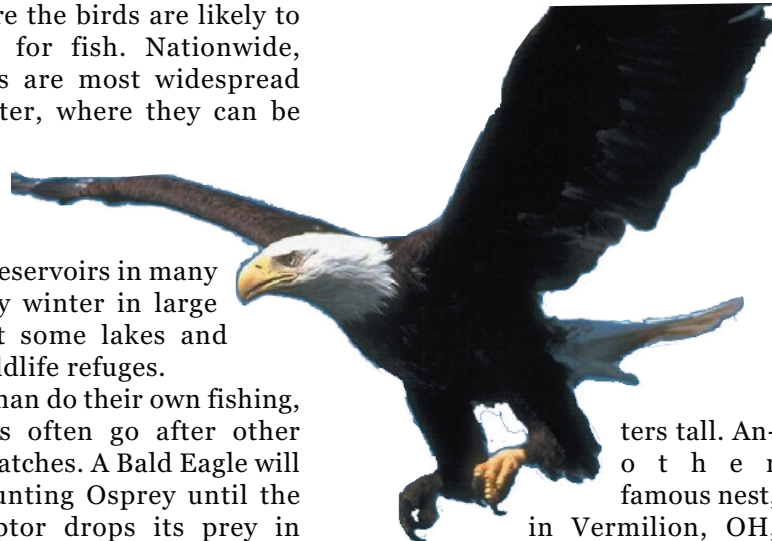 re the birds are likely to
for fish. Nationwide,
s are most widespread
ter, where they can be
eservoirs in many
y winter in large
t some lakes and
ldlife refuges.
han do their own fishing,
s often go after other
atches. A Bald Eagle will
unting Osprey until the
ptor drops its prey in
ters tall. An-
o t h e r
famous nest,
in Vermilion, OH,